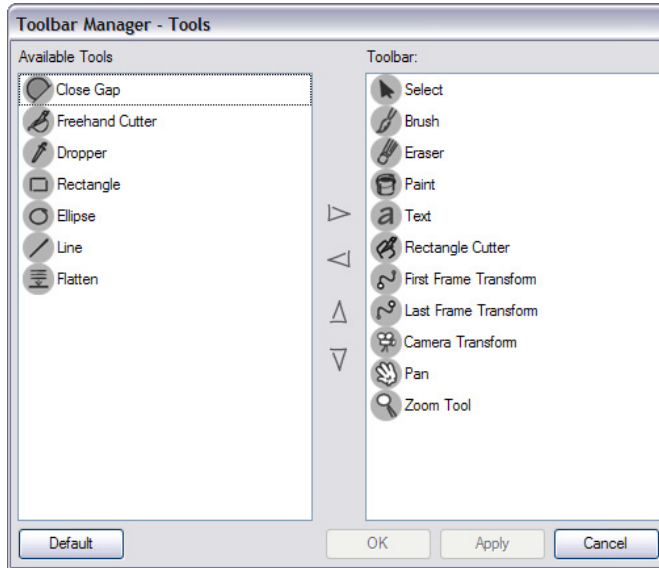 Toolbar Manager - Tools
Available Tools
Close Gap
Freehand Cutter
Dropper
Rectangle
Ellipse
Line
Flatten
Toolbar:
Select
Brush
Eraser
Paint
Text
Rectangle Cutter
First Frame Transform
Last Frame Transform
Camera Transform
Pan
Zoom Tool
Default
OK
Apply
Cancel